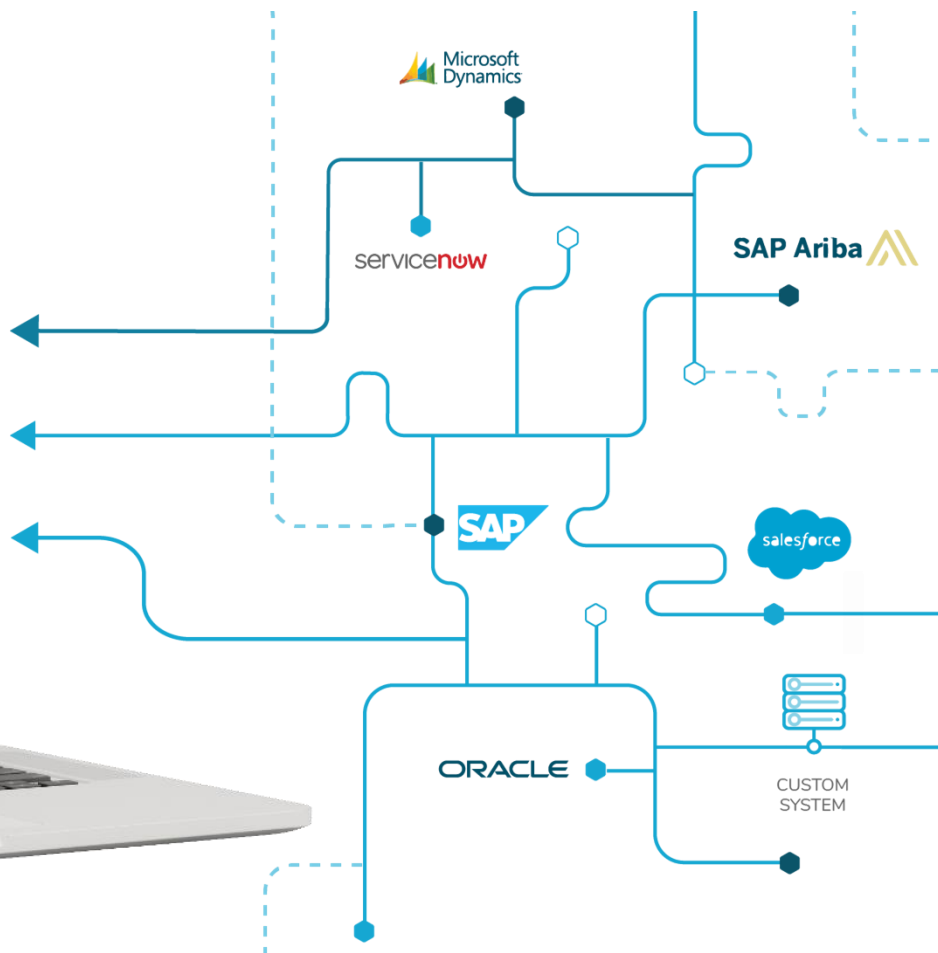 Microsoft
Dynamics
servicenow
SAP Ariba
SAP
salesforce
ORACLE
CUSTOM
SYSTEM